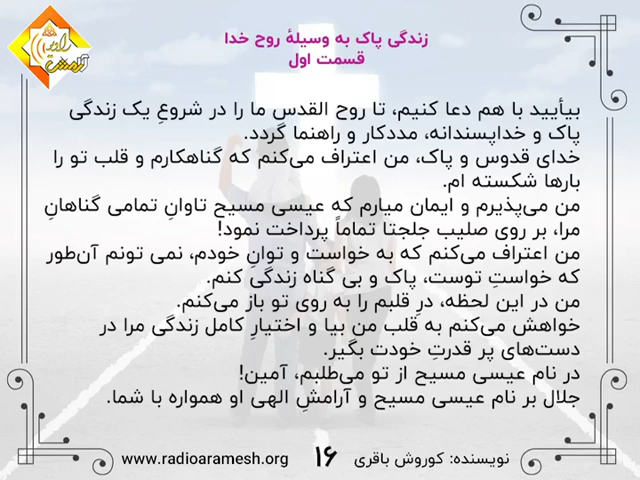 زندگی پاک به وسیلهٔ روح خدا
قسمت اول
بیأیید با هم دعا کنیم، تا روح القدس ما را در شروعِ یک زندگی
پاک و خداپسندانه، مددکار و راهنما گردد.
خدای قدوس و پاک، من اعتراف می‌کنم که گناهکارم و قلب تو را
بارها شکسته ام.
من می‌پذیرم و ایمان میارم که عیسی مسیح تاوانِ تمامی گناهانِ
مرا، بر روی صلیب جلجتا تماماً پرداخت نمود!
من اعتراف می‌کنم که به خواست و توانِ خودم، نمی تونم آن‌طور
که خواستِ توست، پاک و بی گناه زندگی کنم.
من در این لحظه، درِ قلبم را به روی تو باز می‌کنم.
خواهش می‌کنم به قلب من بیا و اختیارِ کامل زندگی مرا در
دست‌های پر قدرتِ خودت بگیر.
در نام عیسی مسیح از تو می‌طلبم، آمین!
جلال بر نام عیسی مسیح و آرامشِ الهی او همواره با شما.
نویسنده: کوروش باقری ۱۶ www.radioaramesh.org